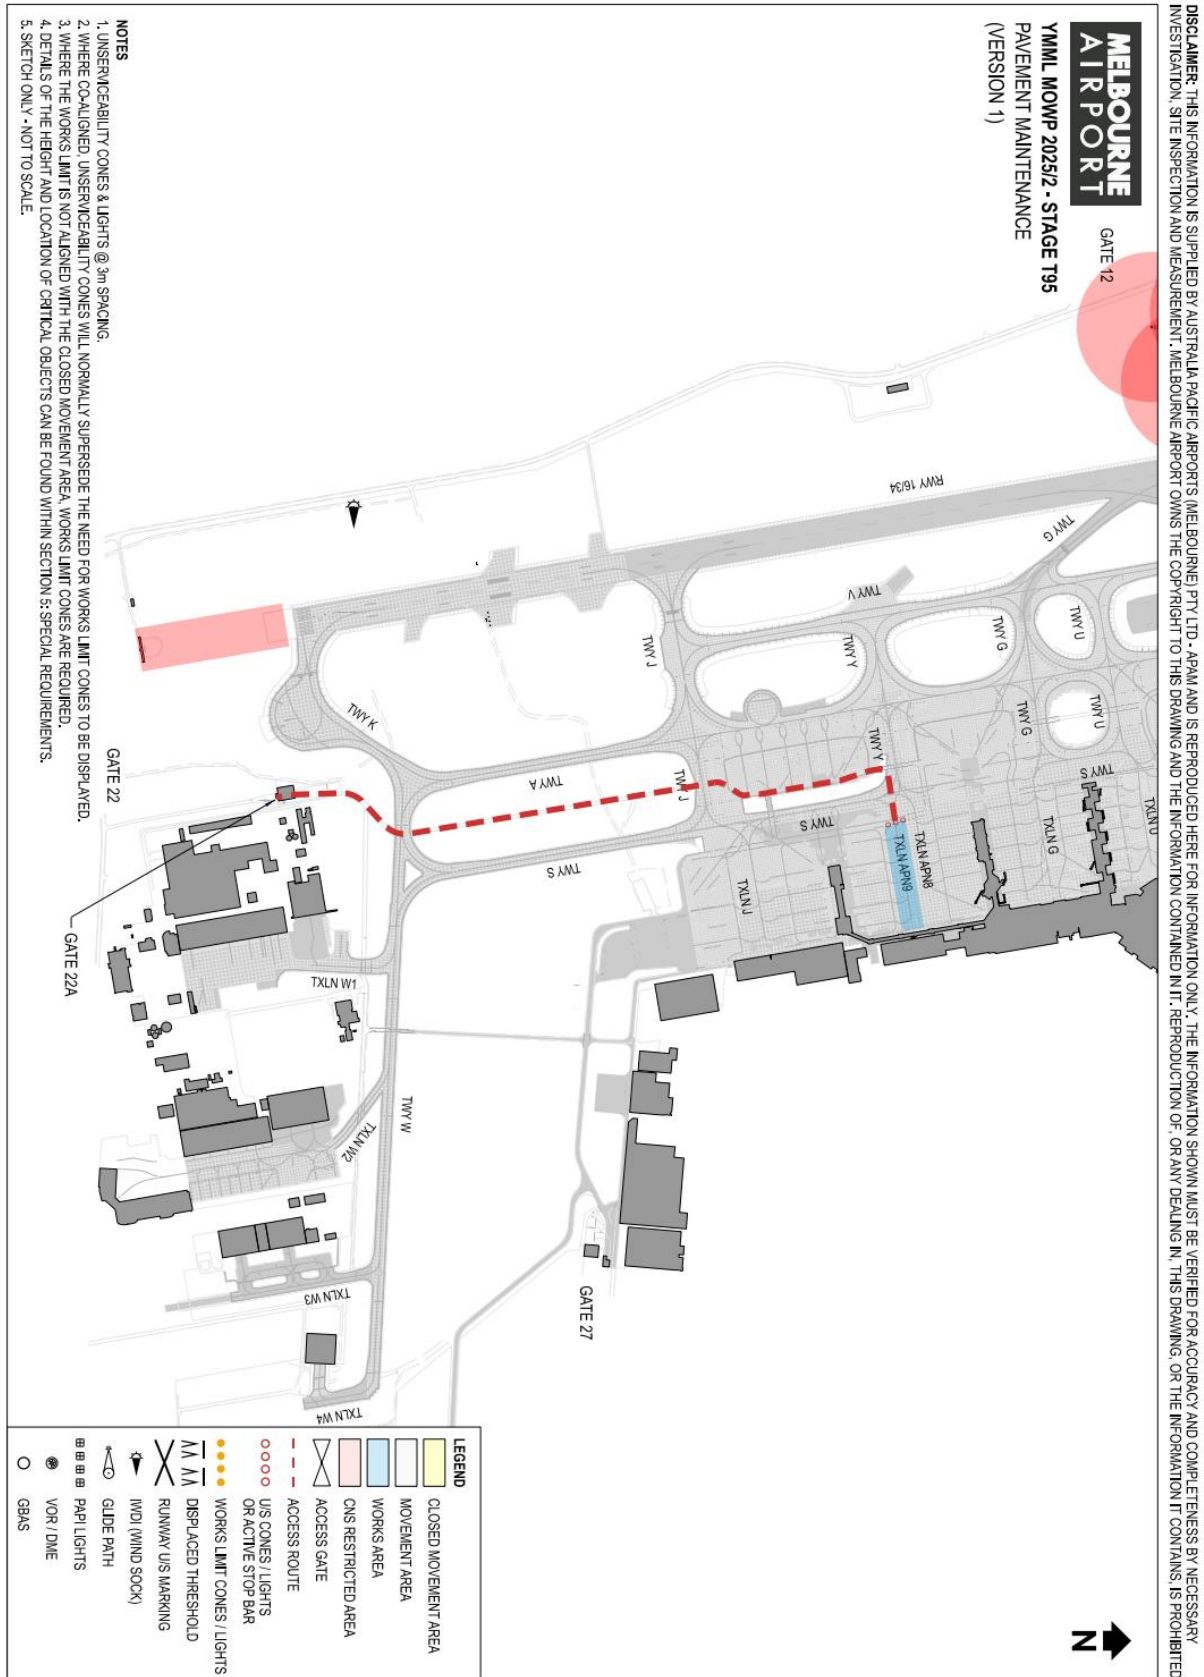 DISCLAIMER: THIS INFORMATION IS SUPPLIED BY AUSTRALIA PACIFIC AIRPORTS (MELBOURNE) PTY LTD - APAM AND IS REPRODUCED HERE FOR INFORMATION ONLY. THE INFORMATION SHOWN MUST BE VERIFIED FOR ACCURACY AND COMPLETENESS BY NECESSARY
INVESTIGATION, SITE INSPECTION AND MEASUREMENT. MELBOURNE AIRPORT OWNS THE COPYRIGHT TO THIS DRAWING AND THE INFORMATION CONTAINED IN IT. REPRODUCTION OF, OR ANY DEALING IN, THIS DRAWING, OR THE INFORMATION IT CONTAINS, IS PROHIBITED
MELBOURNE
AIRPORT
YMML MOWP 2025/2 - STAGE T95
PAVEMENT MAINTENANCE
(VERSION 1)
GATE 12
RWY 16/34
TWY G
TWY V
TWY U
TWY G
TWY Y
TWY J
TWY U
TWY G
TWY Y
TWY K
TWY S
TXLN U
TXLN G
TWY A
TWY J
TWY S
TXLN APN8
TXLN APN9
TWY S
TXLN J
GATE 22
GATE 22A
TXLN W1
TWY W
TXLN W2
GATE 27
TXLN W3
TXLN W4
N
NOTES
1. UNSERVICEABILITY CONES & LIGHTS @ 3m SPACING.
2. WHERE CO-ALIGNED, UNSERVICEABILITY CONES WILL NORMALLY SUPERSEDE THE NEED FOR WORKS LIMIT CONES TO BE DISPLAYED.
3. WHERE THE WORKS LIMIT IS NOT ALIGNED WITH THE CLOSED MOVEMENT AREA, WORKS LIMIT CONES ARE REQUIRED.
4. DETAILS OF THE HEIGHT AND LOCATION OF CRITICAL OBJECTS CAN BE FOUND WITHIN SECTION 5: SPECIAL REQUIREMENTS.
5. SKETCH ONLY - NOT TO SCALE.
LEGEND
CLOSED MOVEMENT AREA
MOVEMENT AREA
WORKS AREA
CNS RESTRICTED AREA
ACCESS GATE
ACCESS ROUTE
U/S CONES / LIGHTS
OR ACTIVE STOP BAR
WORKS LIMIT CONES / LIGHTS
DISPLACED THRESHOLD
RUNWAY U/S MARKING
IWDI (WIND SOCK)
GLIDE PATH
PAPI LIGHTS
VOR / DME
GBAS